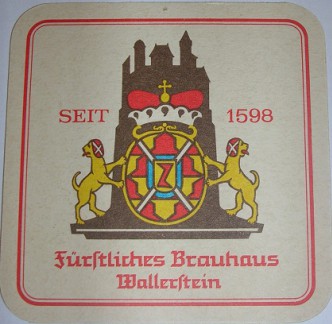 SEIT 1598
Z
Fürſtliches Brauhaus
Wallerſtein